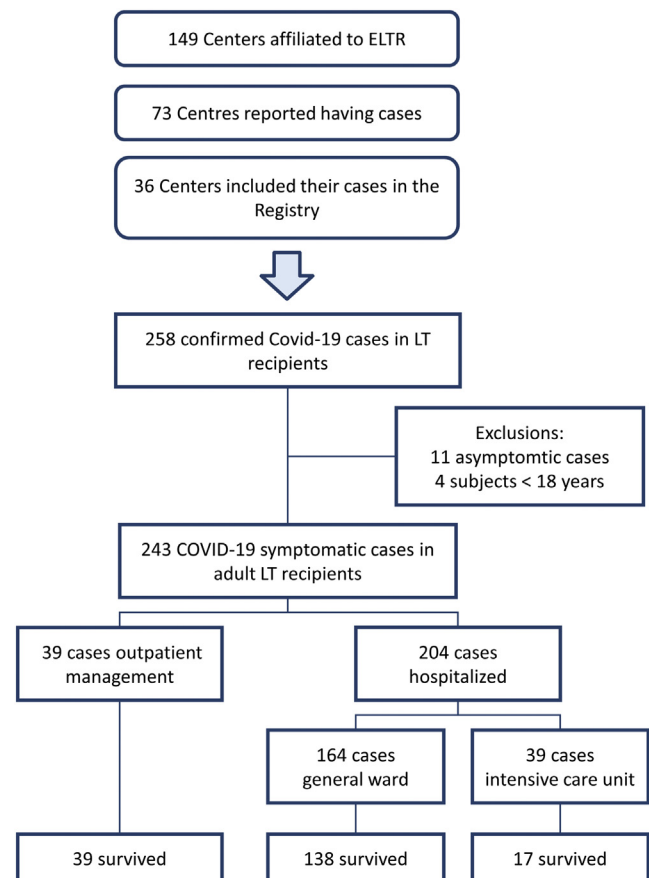 149 Centers affiliated to ELTR
73 Centres reported having cases
36 Centers included their cases in the
Registry
258 confirmed Covid-19 cases in LT
recipients
Exclusions:
11 asymptomtic cases
4 subjects < 18 years
243 COVID-19 symptomatic cases in
adult LT recipients
39 cases outpatient
management
204 cases
hospitalized
164 cases
general ward
39 cases
intensive care unit
39 survived
138 survived
17 survived